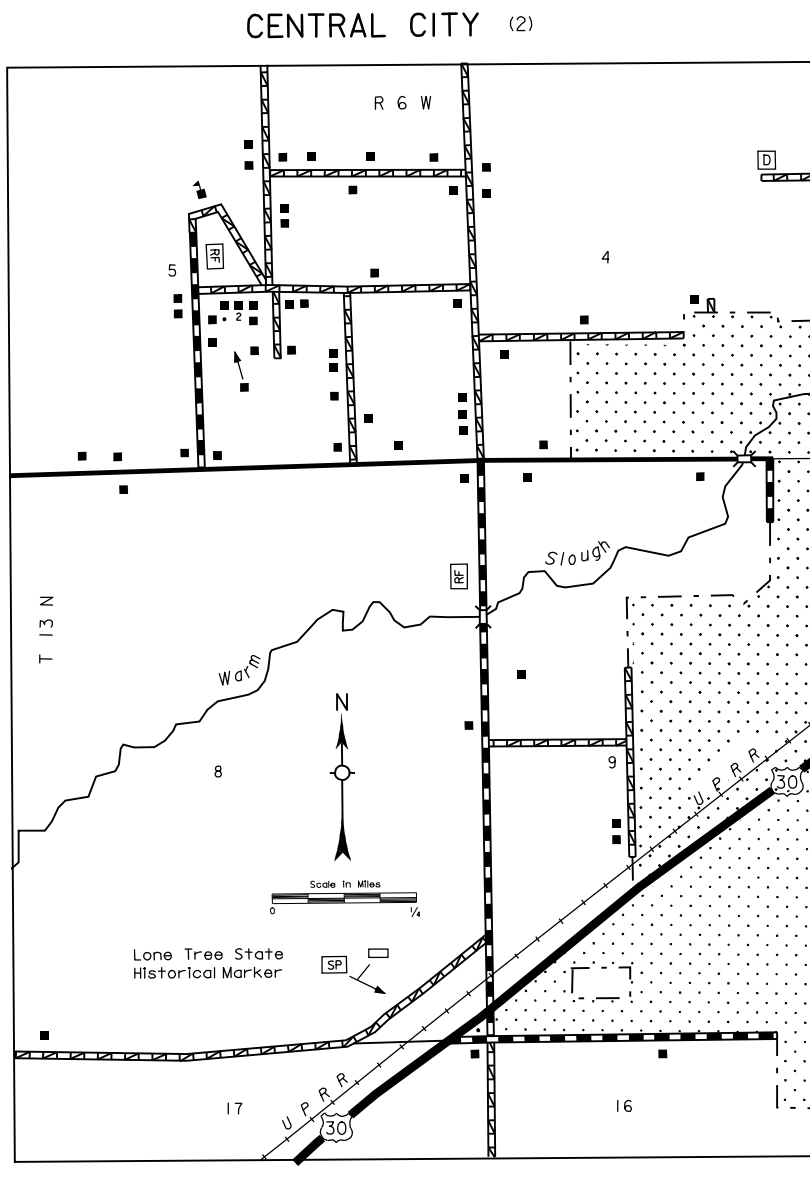 CENTRAL CITY (2)
R 6 W
D
RF
5
4
2
Slough
RF
T 13 N
Warm
N
8
9
U P R R
30
Scale in Miles
0 1/4
Lone Tree State
Historical Marker
SP
U P R R
17
16
30